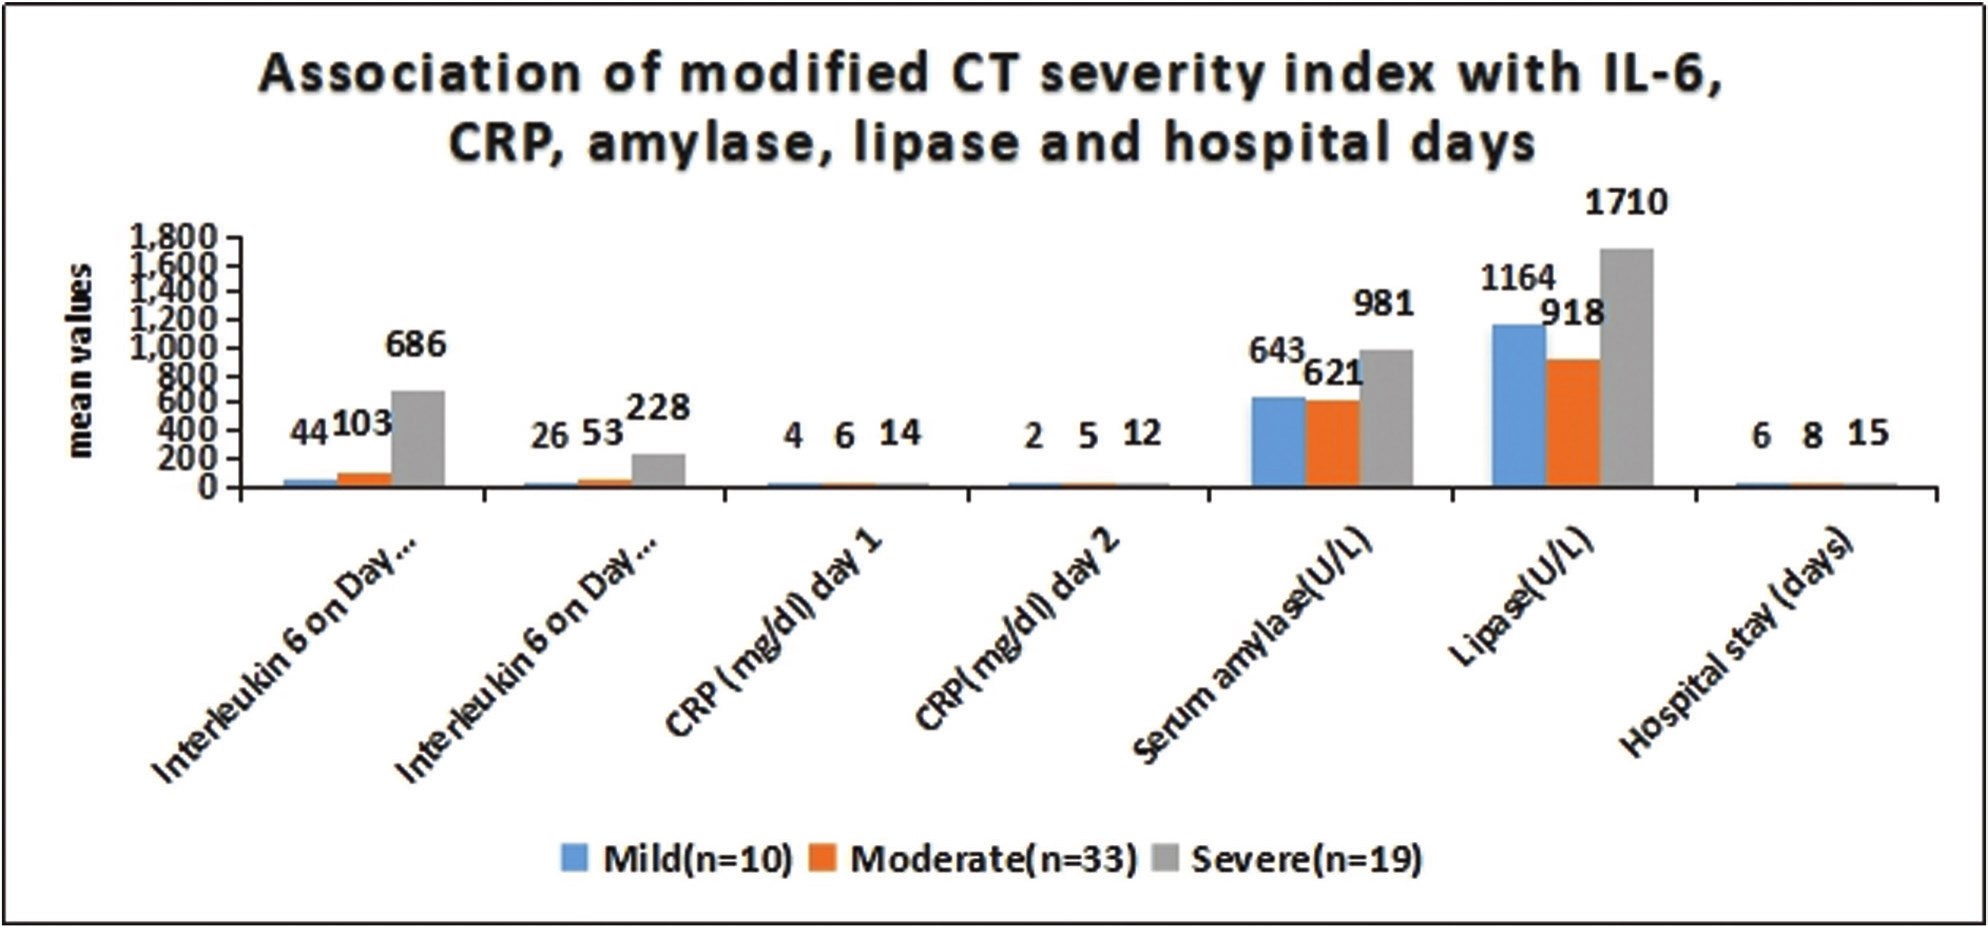 Association of modified CT severity index with IL-6,
CRP, amylase, lipase and hospital days
mean values
1,800
1,600
1,400
1,200
1,000
800
600
400
200
0
44 103 686
26 53 228
4 6 14
2 5 12
643 621 981
1164 918 1710
6 8 15
Interleukin 6 on Day...
Interleukin 6 on Day...
CRP (mg/dl) day 1
CRP(mg/dl) day 2
Serum amylase(U/L)
Lipase(U/L)
Hospital stay (days)
Mild(n=10) Moderate(n=33) Severe(n=19)